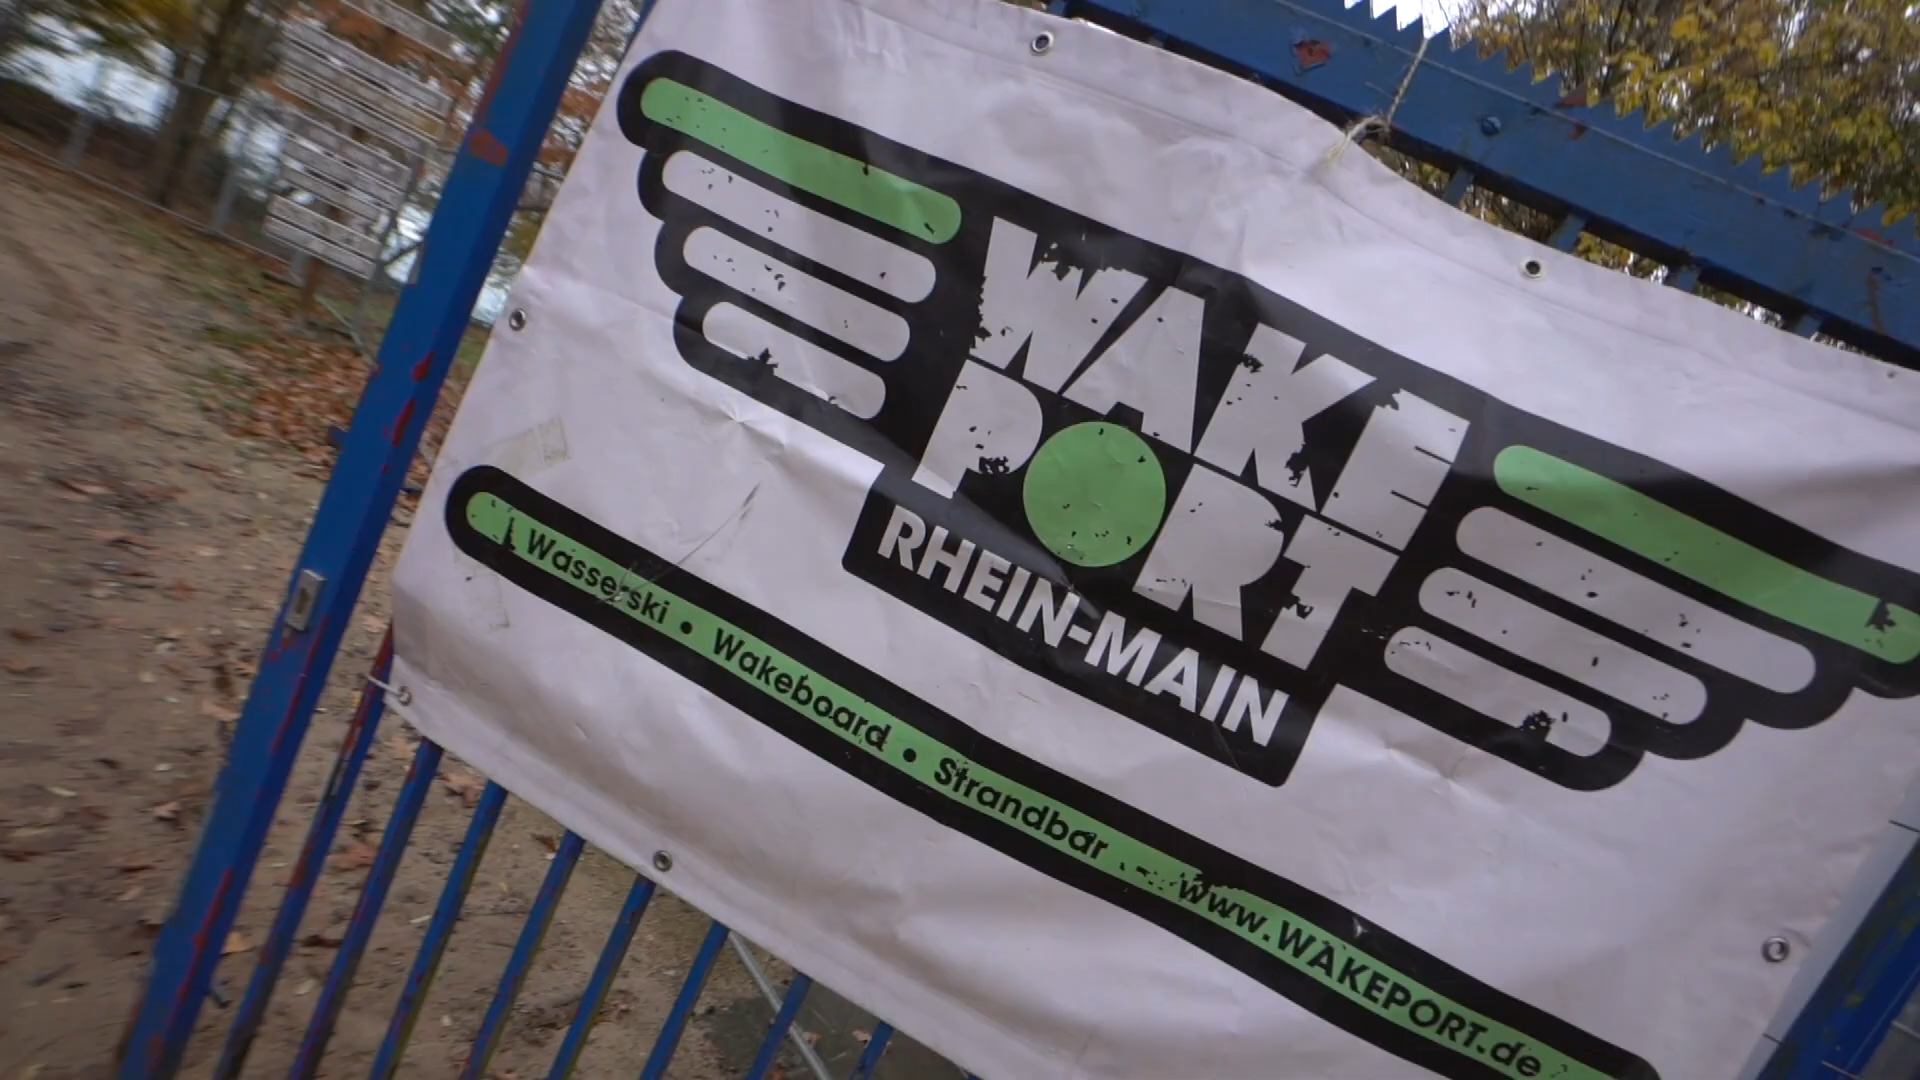 WAKE
PORT
RHEIN-MAIN
Wasserski • Wakeboard • Strandbar www.WAKEPORT.de